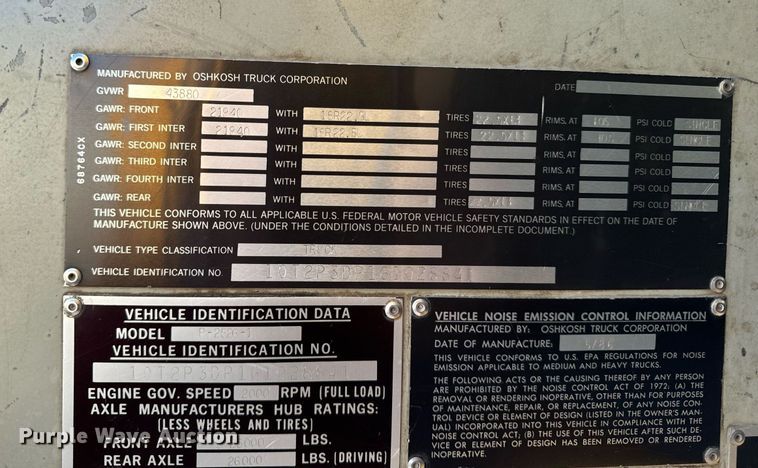 MANUFACTURED BY OSHKOSH TRUCK CORPORATION
GVWR 43880 DATE
GAWR: FRONT 21940 WITH TIRES RIMS, AT 105 PSI COLD SINGLE
GAWR: FIRST INTER 21940 WITH TIRES RIMS, AT 105 PSI COLD SINGLE
GAWR: SECOND INTER WITH TIRES RIMS, AT PSI COLD
GAWR: THIRD INTER WITH TIRES RIMS, AT PSI COLD
GAWR: FOURTH INTER WITH TIRES RIMS, AT PSI COLD
GAWR: REAR WITH TIRES RIMS, AT PSI COLD SINGLE
68764CX
THIS VEHICLE CONFORMS TO ALL APPLICABLE U.S. FEDERAL MOTOR VEHICLE SAFETY STANDARDS IN EFFECT ON THE DATE OF
MANUFACTURE SHOWN ABOVE. (UNDER THE CONDITIONS DETAILED IN THE INCOMPLETE DOCUMENT.)
VEHICLE TYPE CLASSIFICATION TRUCK
VEHICLE IDENTIFICATION NO.
VEHICLE IDENTIFICATION DATA
MODEL
VEHICLE IDENTIFICATION NO.
ENGINE GOV. SPEED 2000 RPM (FULL LOAD)
AXLE MANUFACTURERS HUB RATINGS:
(LESS WHEELS AND TIRES)
FRONT AXLE LBS.
REAR AXLE 26000 LBS. (DRIVING)
VEHICLE NOISE EMISSION CONTROL INFORMATION
MANUFACTURED BY: OSHKOSH TRUCK CORPORATION
DATE OF MANUFACTURE:
THIS VEHICLE CONFORMS TO U.S. EPA REGULATIONS FOR NOISE
EMISSION APPLICABLE TO MEDIUM AND HEAVY TRUCKS.
THE FOLLOWING ACTS OR THE CAUSING THEREOF BY ANY PERSON
ARE PROHIBITED BY THE NOISE CONTROL ACT OF 1972: (A) THE
REMOVAL OR RENDERING INOPERATIVE, OTHER THAN FOR PURPOSES
OF MAINTENANCE, REPAIR, OR REPLACEMENT, OF ANY NOISE CON-
TROL DEVICE OR ELEMENT OF DESIGN (LISTED IN THE OWNER'S MAN-
UAL) INCORPORATED INTO THIS VEHICLE IN COMPLIANCE WITH THE
NOISE CONTROL ACT; (B) THE USE OF THIS VEHICLE AFTER SUCH DE-
VICE OR ELEMENT OF DESIGN HAS BEEN REMOVED OR RENDERED
INOPERATIVE.
Purple Wave Auction